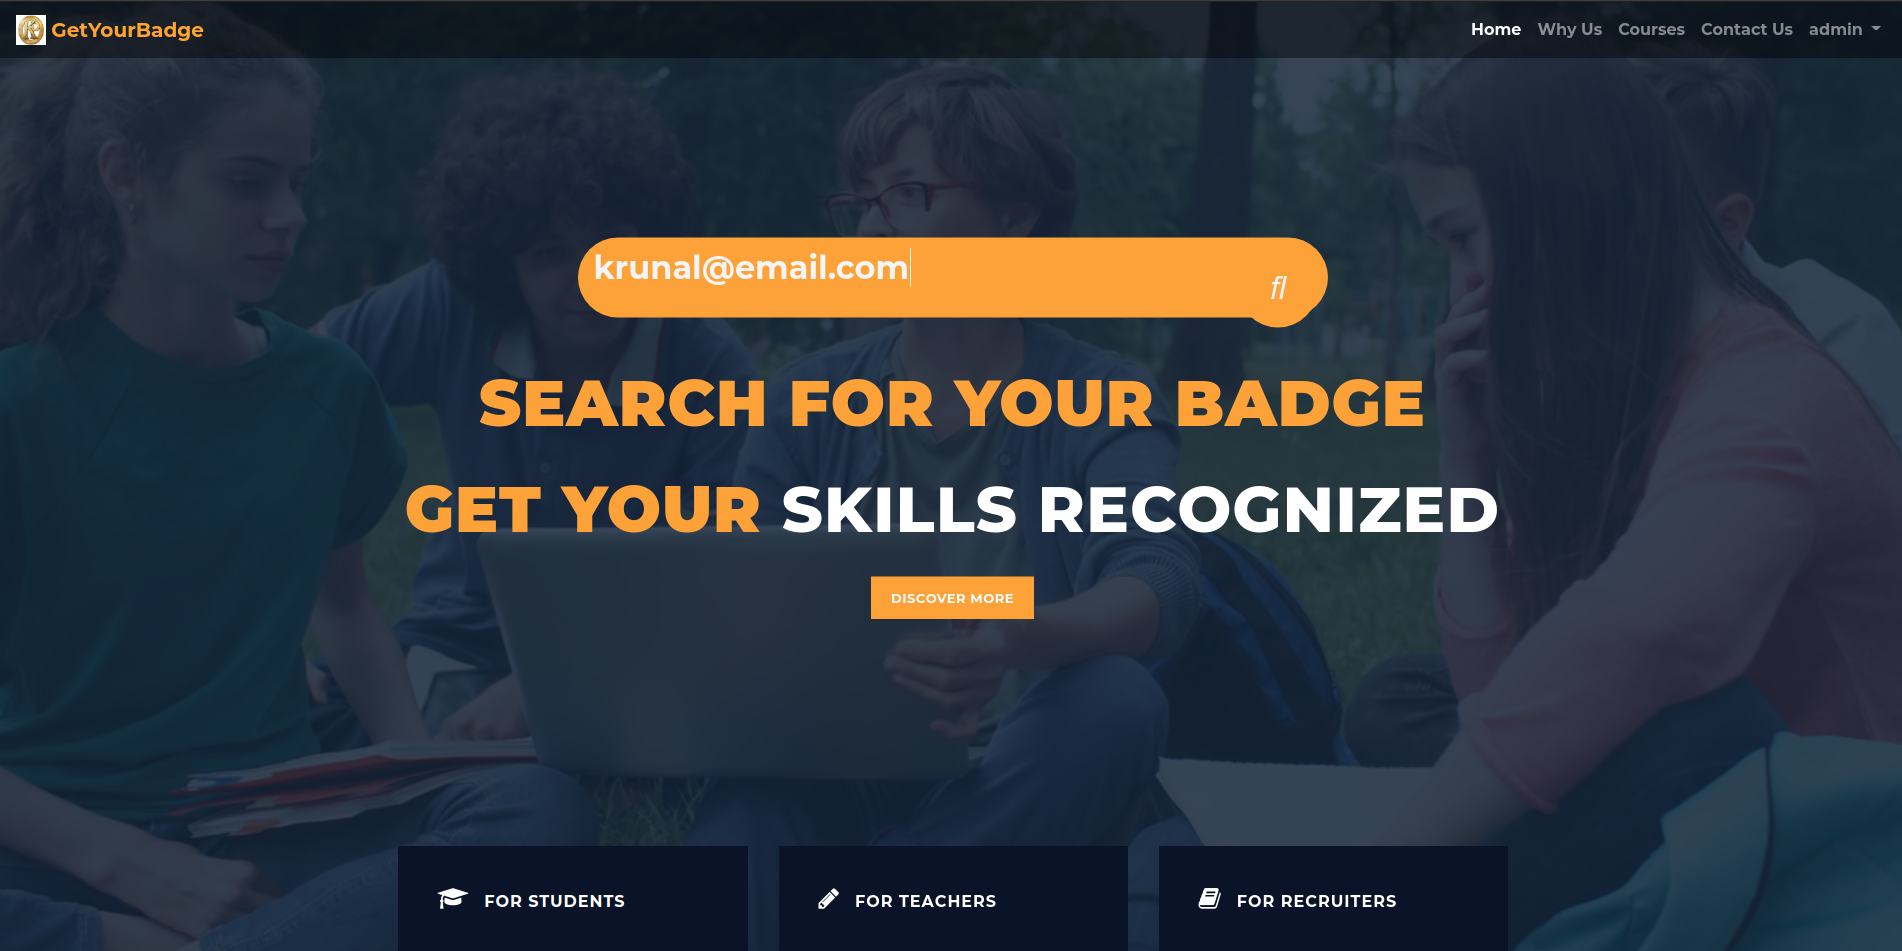 GetYourBadge
Home Why Us Courses Contact Us admin
krunal@email.com
fl
SEARCH FOR YOUR BADGE
GET YOUR SKILLS RECOGNIZED
DISCOVER MORE
FOR STUDENTS
FOR TEACHERS
FOR RECRUITERS